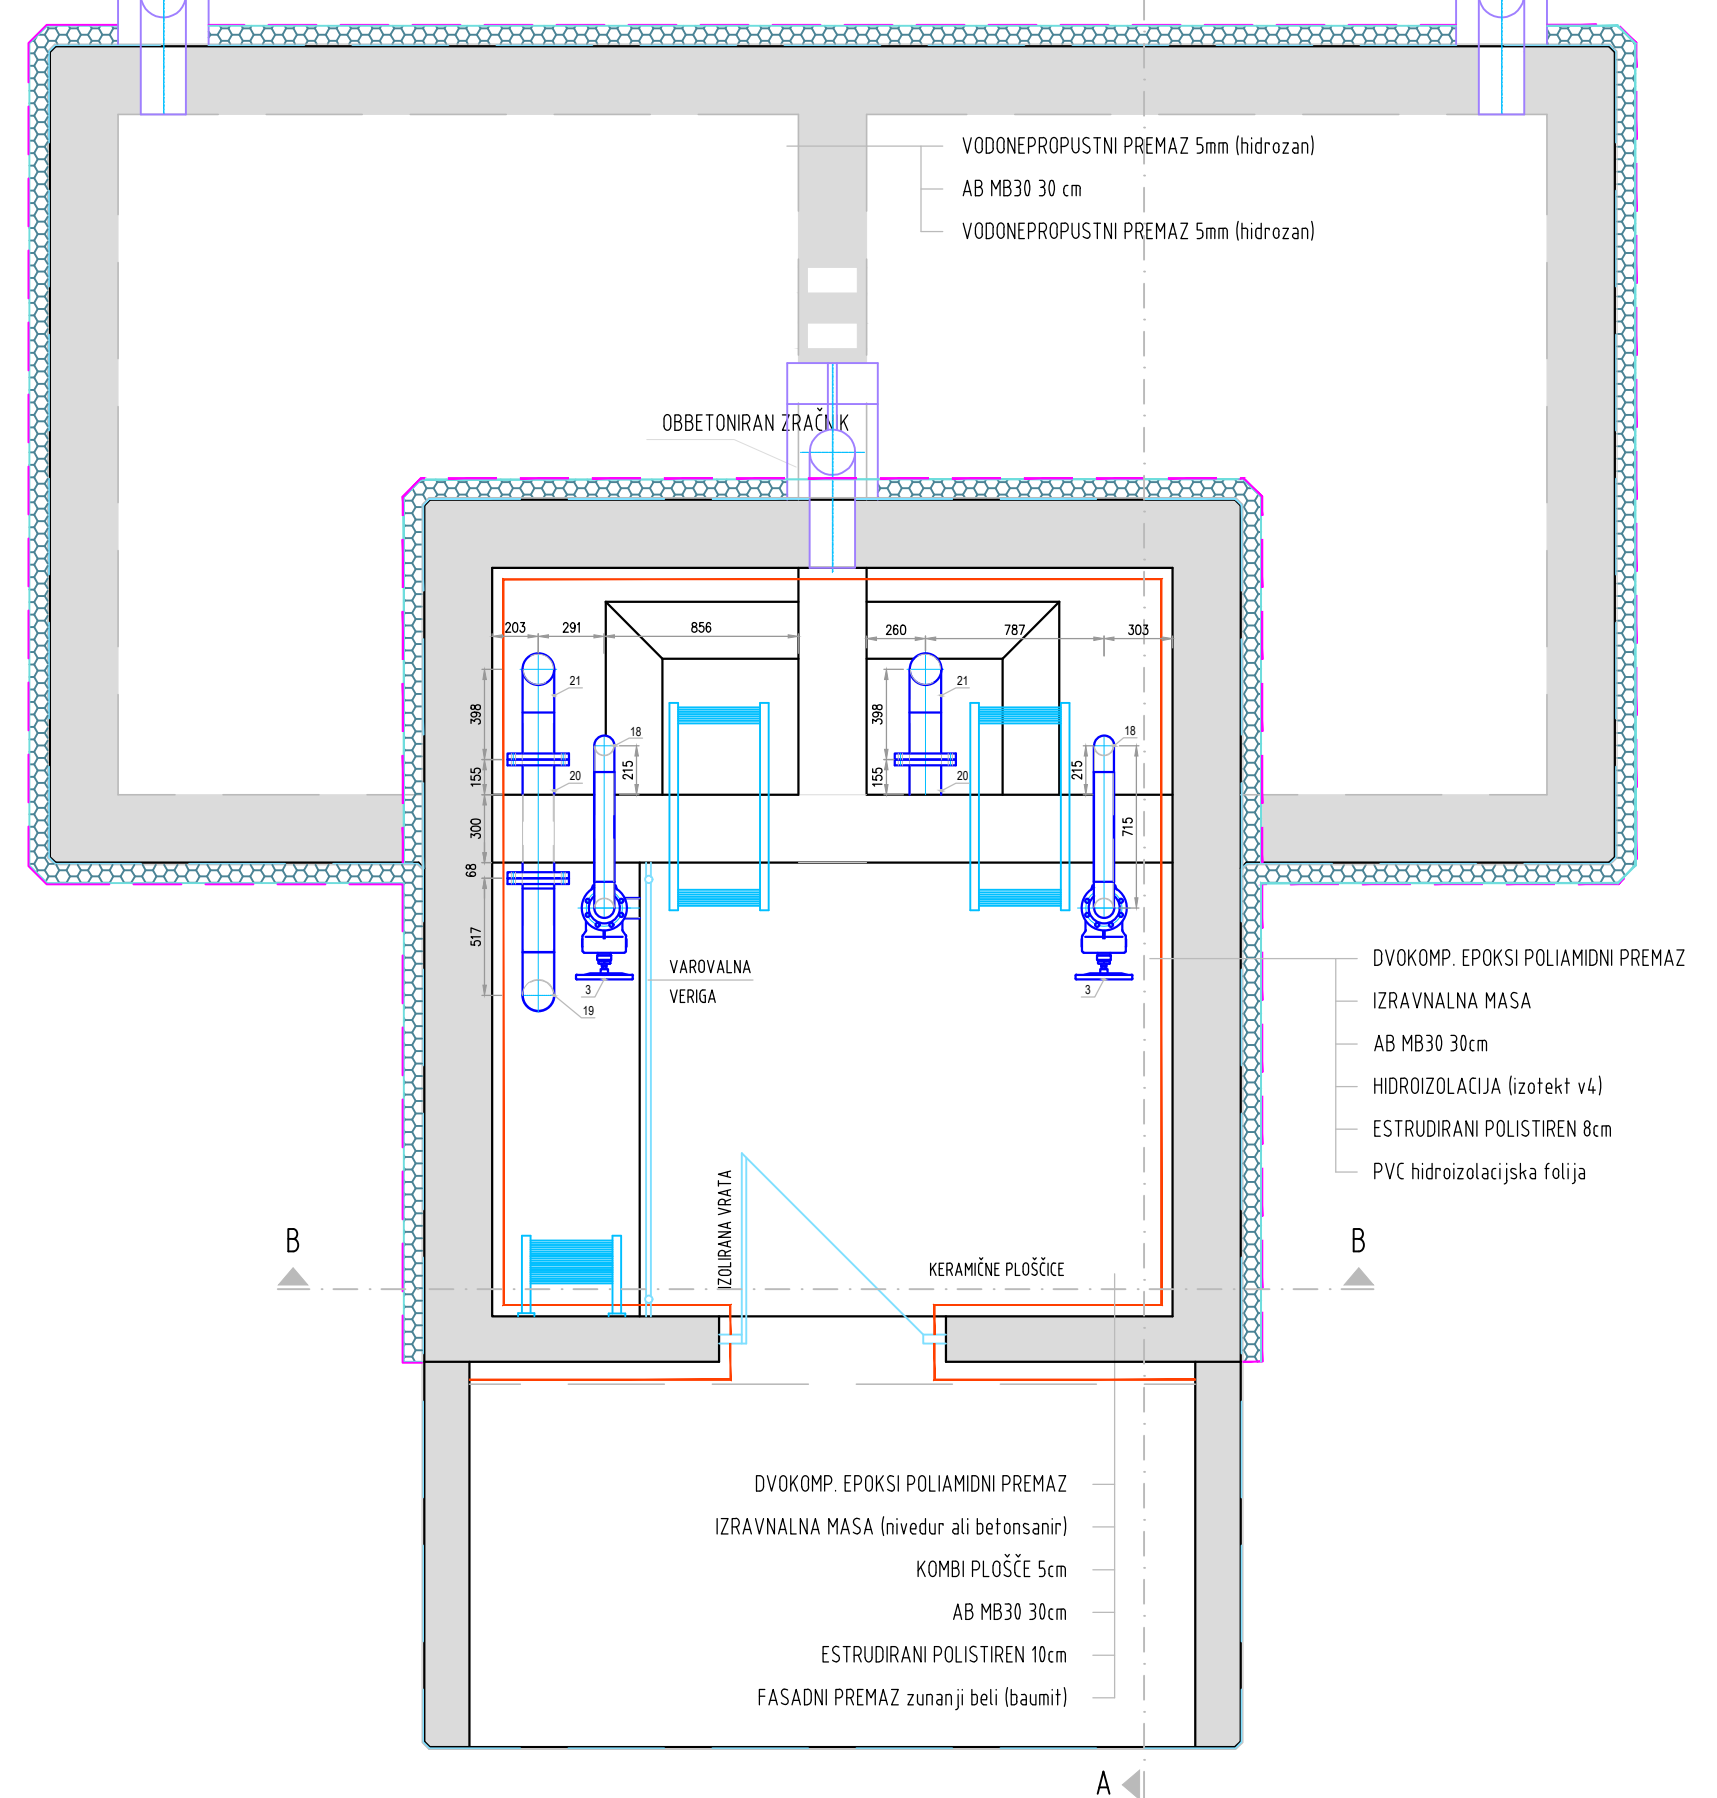 VODONEPROPUSTNI PREMAZ 5mm (hidrozan)
AB MB30 30 cm
VODONEPROPUSTNI PREMAZ 5mm (hidrozan)
OBBETONIRAN ZRAČNIK
203 291 856 260 787 303
21 21
398 398
18 18
215 215
155 20 155 20
300 715
68
517
VAROVALNA
VERIGA
3 3
19
DVOKOMP. EPOKSI POLIAMIDNI PREMAZ
IZRAVNALNA MASA
AB MB30 30cm
HIDROIZOLACIJA (izotekt v4)
ESTRUDIRANI POLISTIREN 8cm
PVC hidroizolacijska folija
IZOLIRANA VRATA
B B
KERAMIČNE PLOŠČICE
DVOKOMP. EPOKSI POLIAMIDNI PREMAZ
IZRAVNALNA MASA (nivedur ali betonsanir)
KOMBI PLOŠČE 5cm
AB MB30 30cm
ESTRUDIRANI POLISTIREN 10cm
FASADNI PREMAZ zunanji beli (baumit)
A